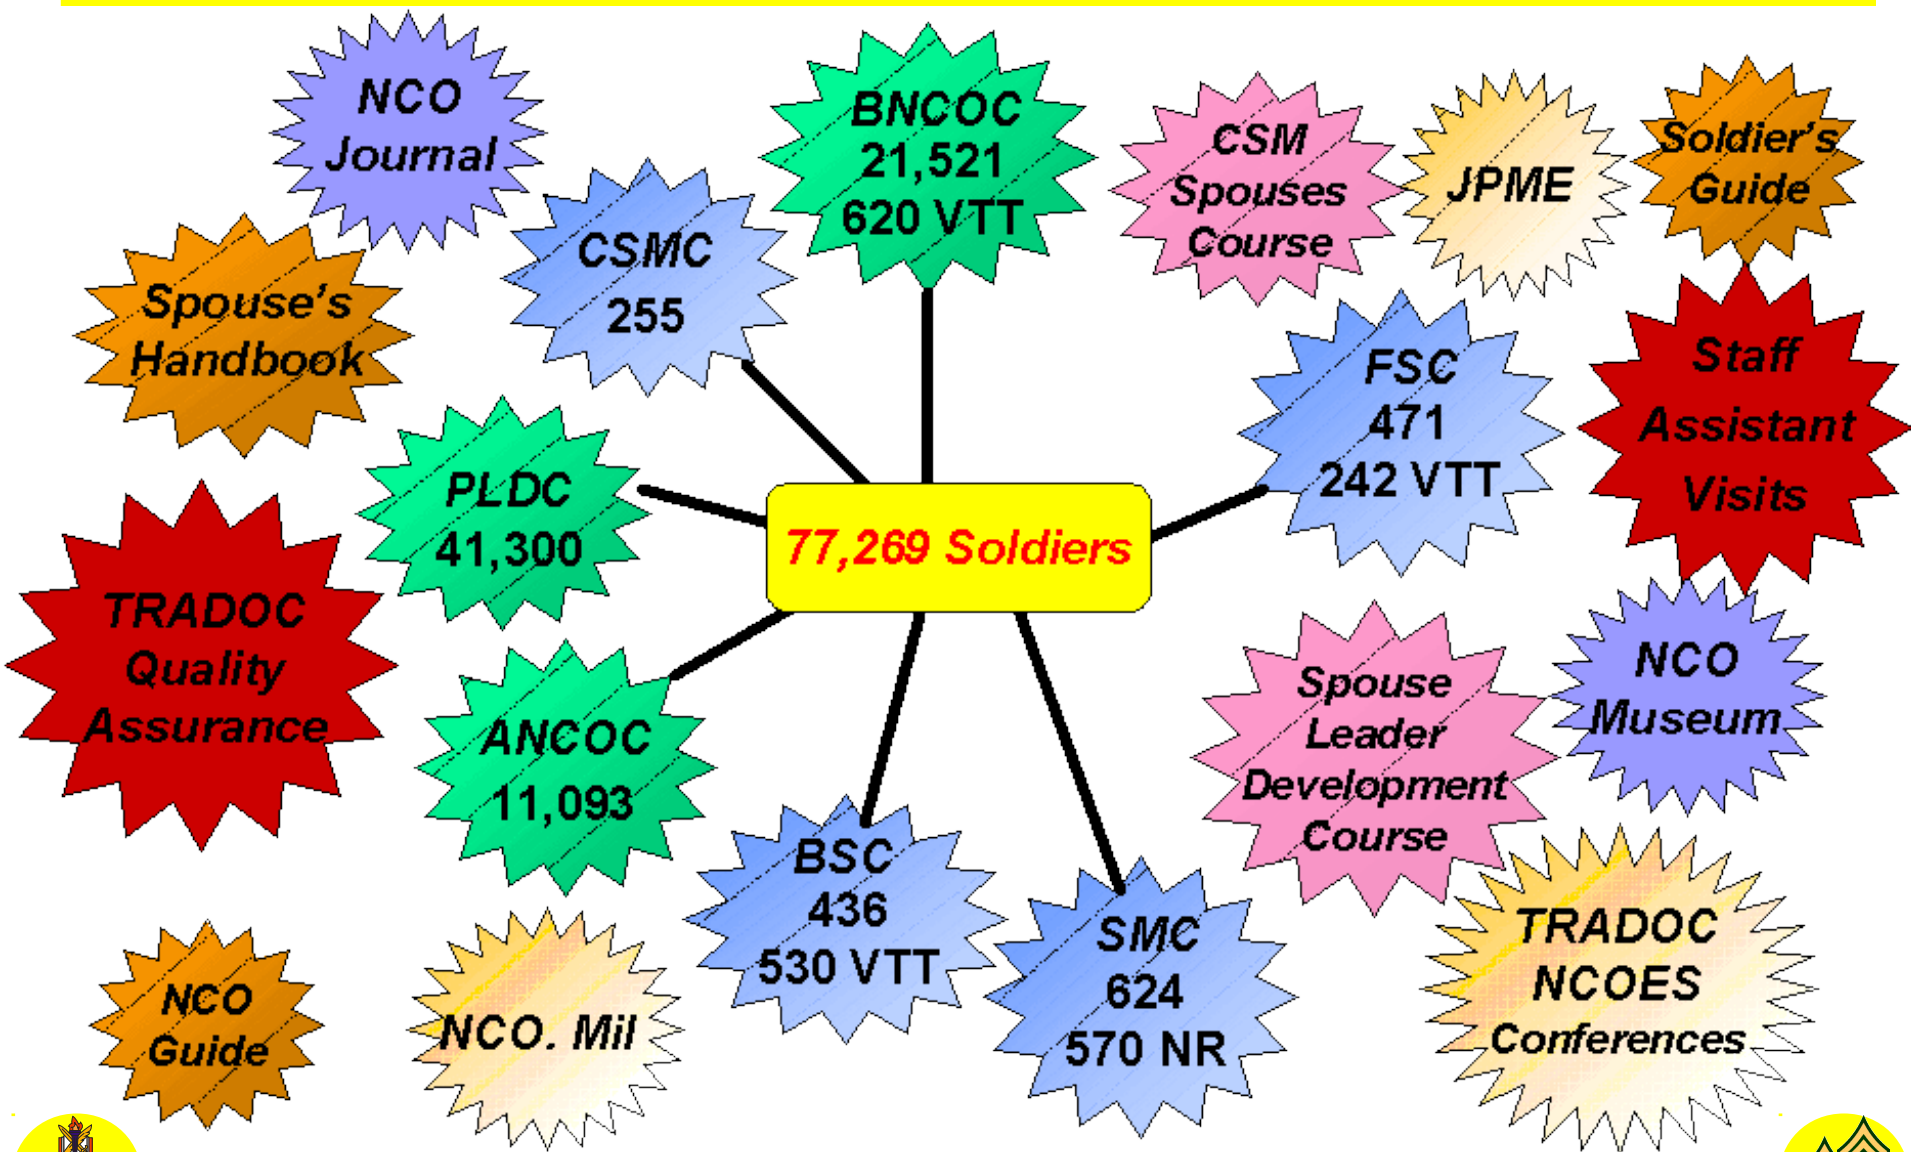 NCO
Journal
BNCOC
21,521
620 VTT
CSM
Spouses
Course
JPME
Soldier's
Guide
CSMC
255
Spouse's
Handbook
FSC
471
242 VTT
Staff
Assistant
Visits
PLDC
41,300
77,269 Soldiers
TRADOC
Quality
Assurance
ANCOC
11,093
Spouse
Leader
Development
Course
NCO
Museum
BSC
436
530 VTT
SMC
624
570 NR
TRADOC
NCOES
Conferences
NCO
Guide
NCO. Mil